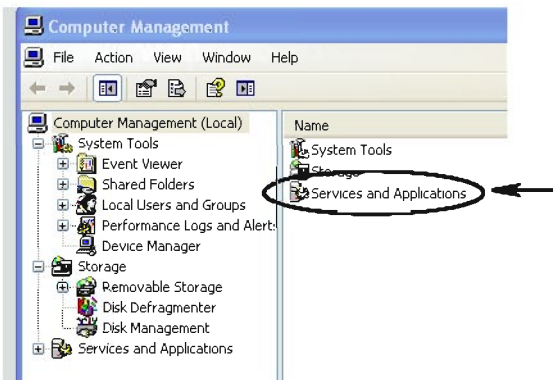 Computer Management
File Action View Window Help
Computer Management (Local)
System Tools
Event Viewer
Shared Folders
Local Users and Groups
Performance Logs and Alert
Device Manager
Storage
Removable Storage
Disk Defragmenter
Disk Management
Services and Applications
Name
System Tools
Storage
Services and Applications